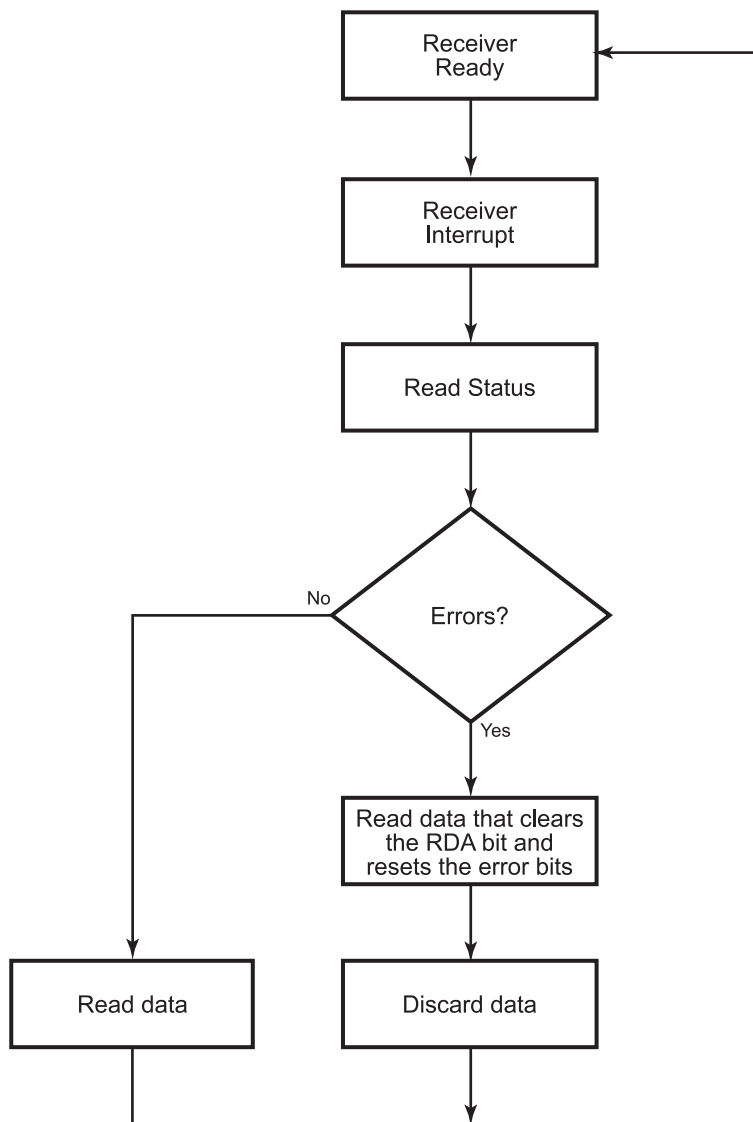 Receiver
Ready
Receiver
Interrupt
Read Status
Errors?
No
Yes
Read data that clears
the RDA bit and
resets the error bits
Read data
Discard data